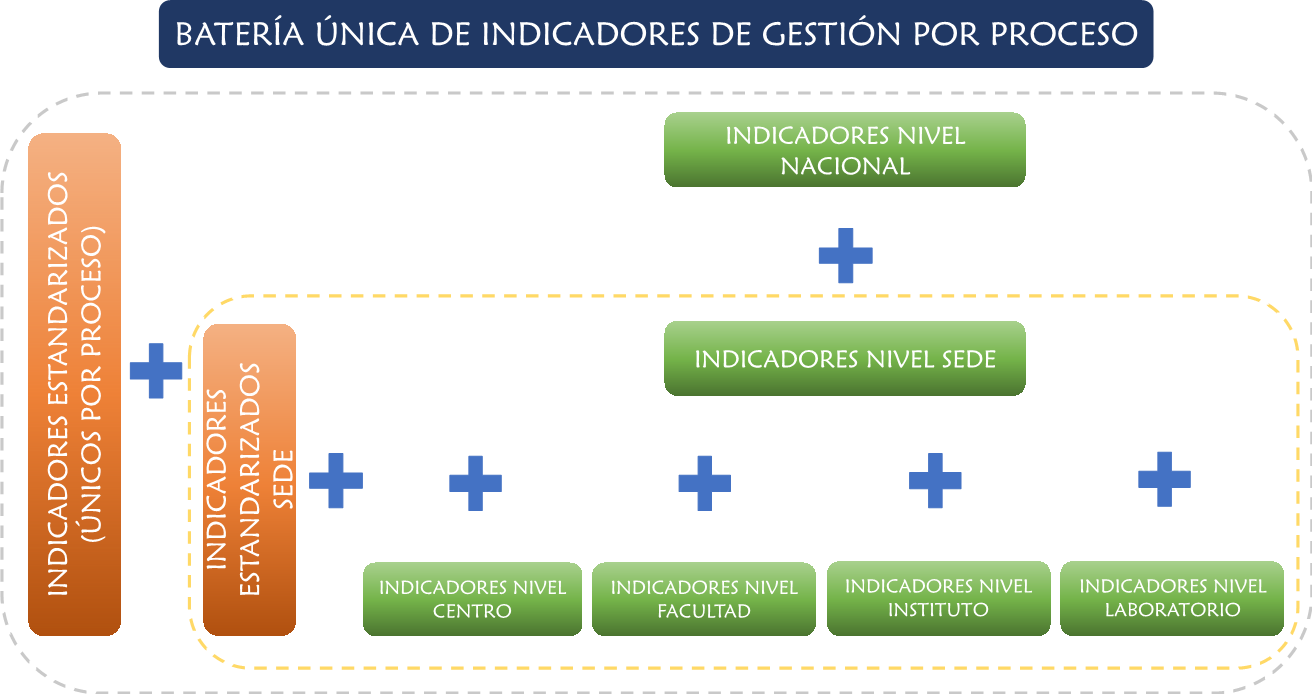 BATERÍA ÚNICA DE INDICADORES DE GESTIÓN POR PROCESO
INDICADORES ESTANDARIZADOS
(ÚNICOS POR PROCESO)
INDICADORES NIVEL
NACIONAL
INDICADORES
ESTANDARIZADOS
SEDE
INDICADORES NIVEL SEDE
INDICADORES NIVEL
CENTRO
INDICADORES NIVEL
FACULTAD
INDICADORES NIVEL
INSTITUTO
INDICADORES NIVEL
LABORATORIO